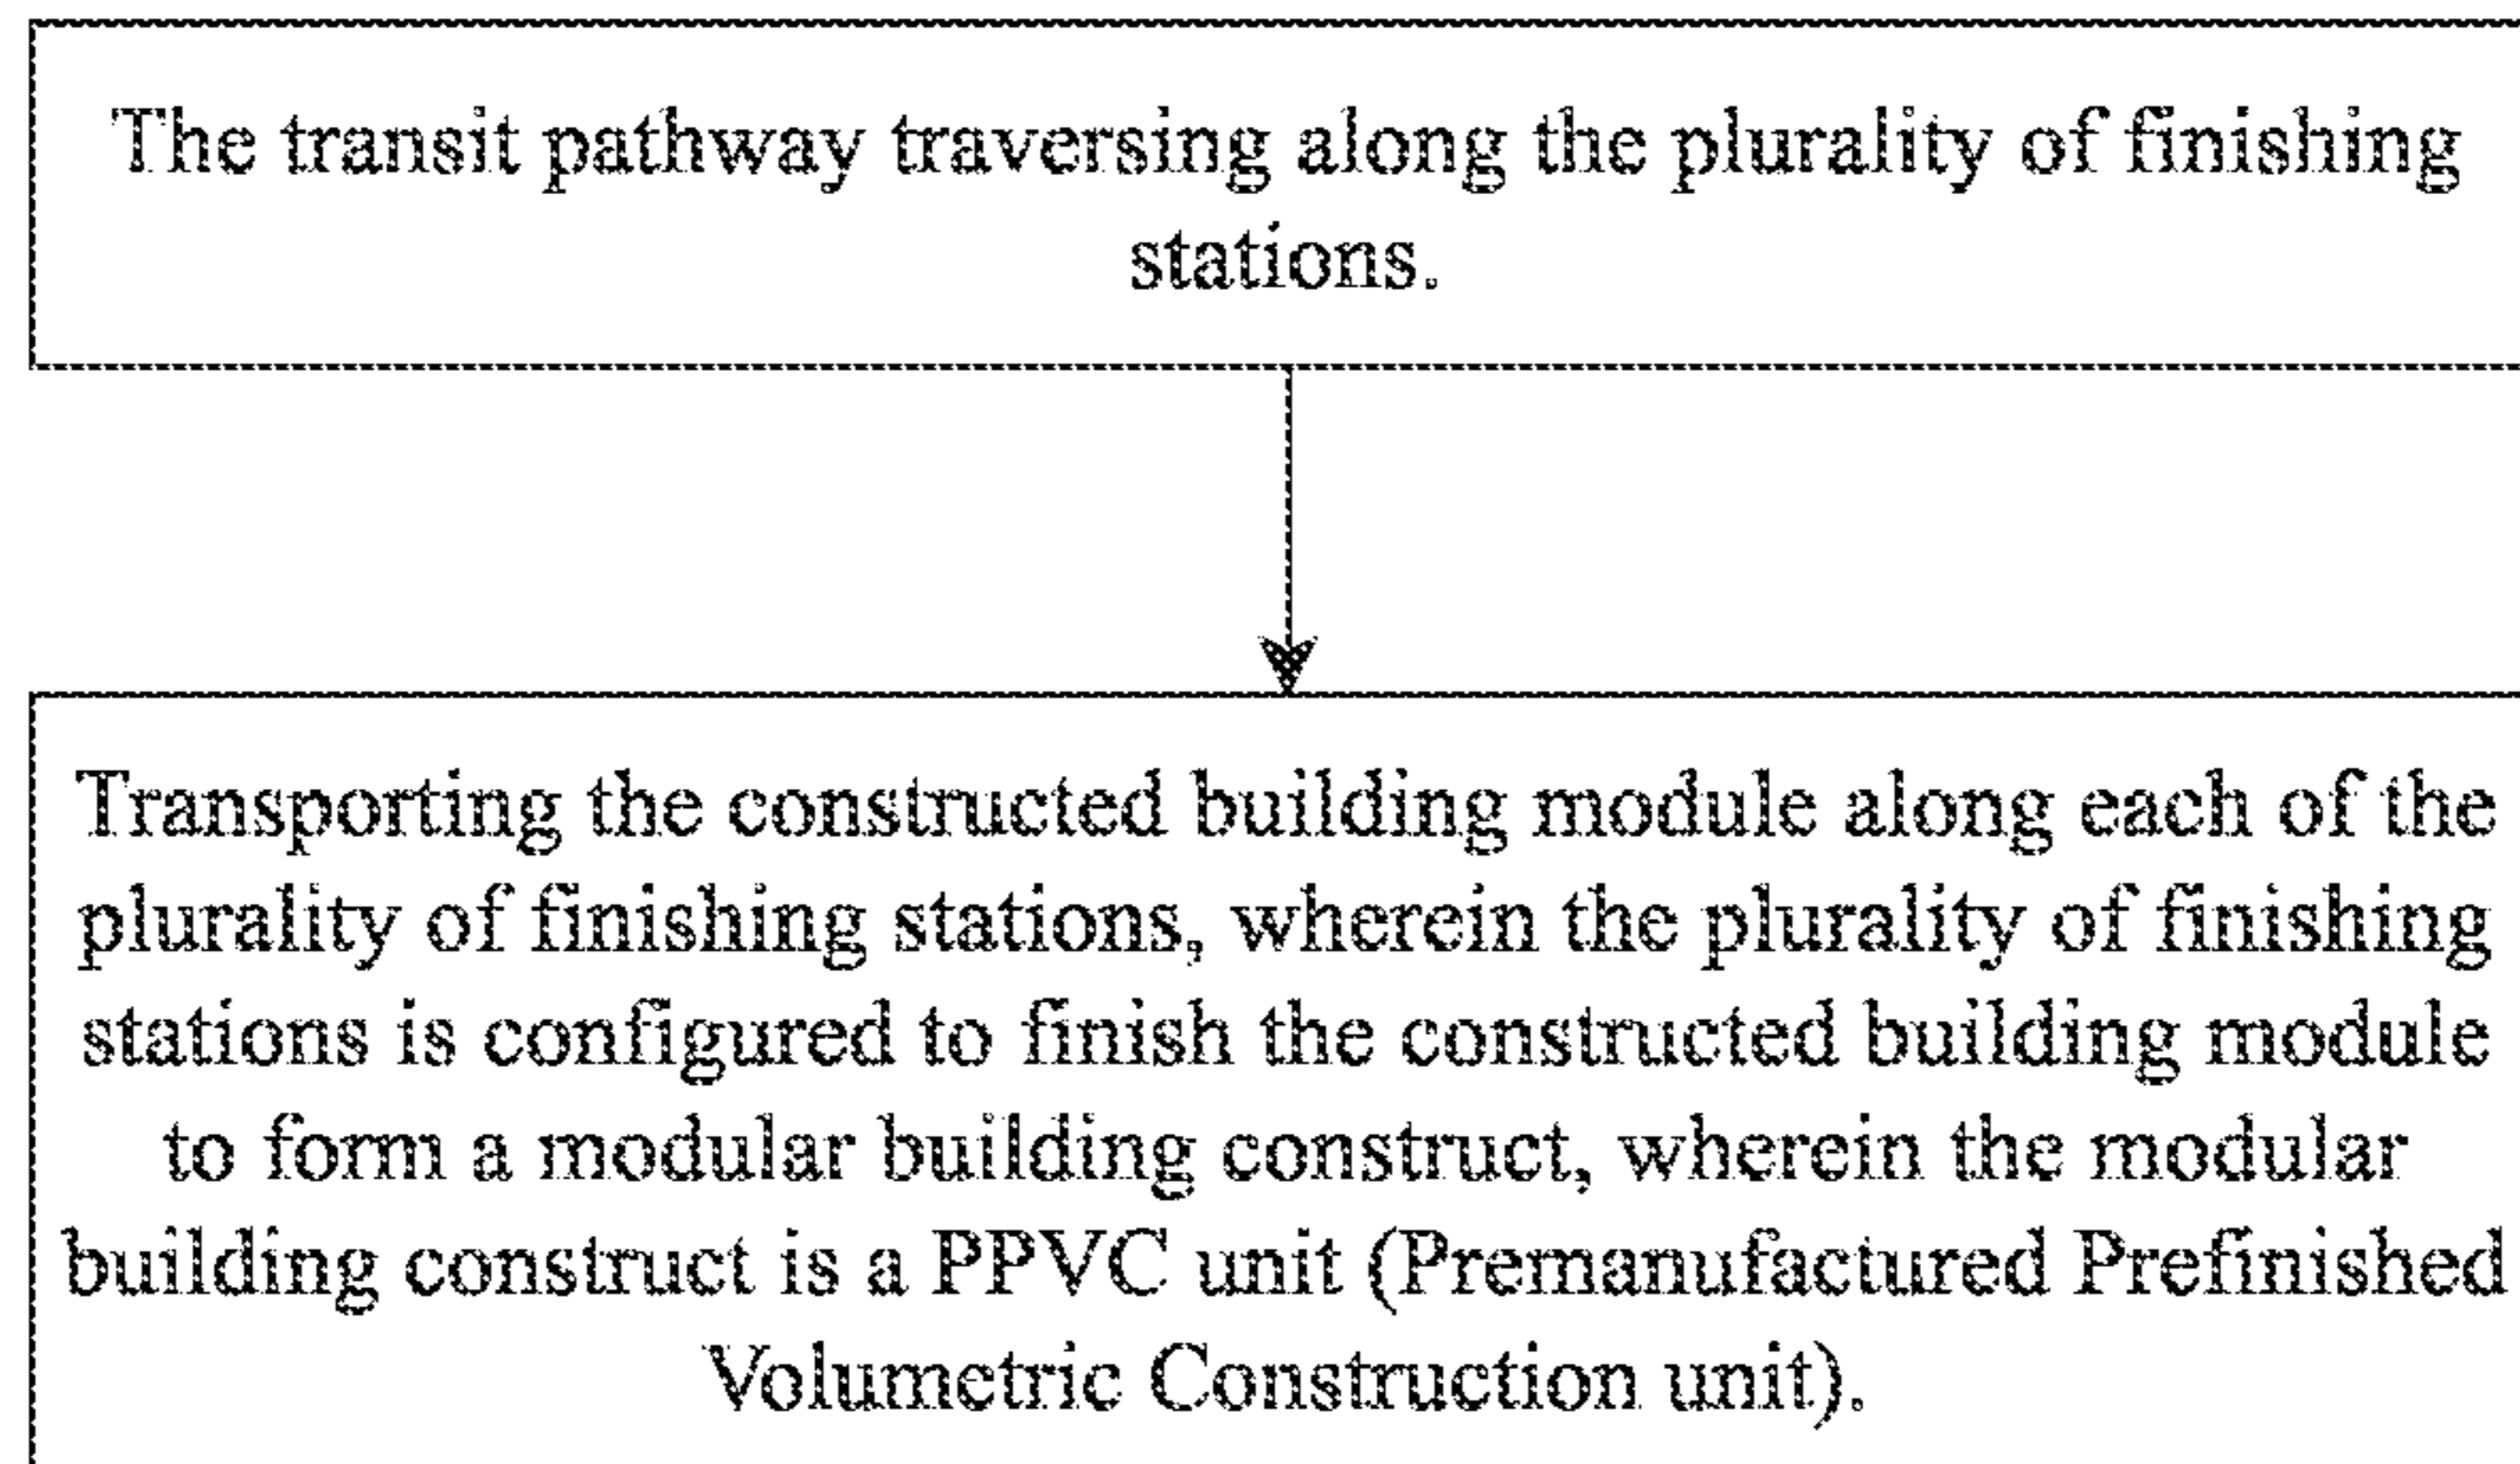 The transit pathway traversing along the plurality of finishing
stations.
Transporting the constructed building module along each of the
plurality of finishing stations, wherein the plurality of finishing
stations is configured to finish the constructed building module
to form a modular building construct, wherein the modular
building construct is a PPVC unit (Premanufactured Prefinished
Volumetric Construction unit).